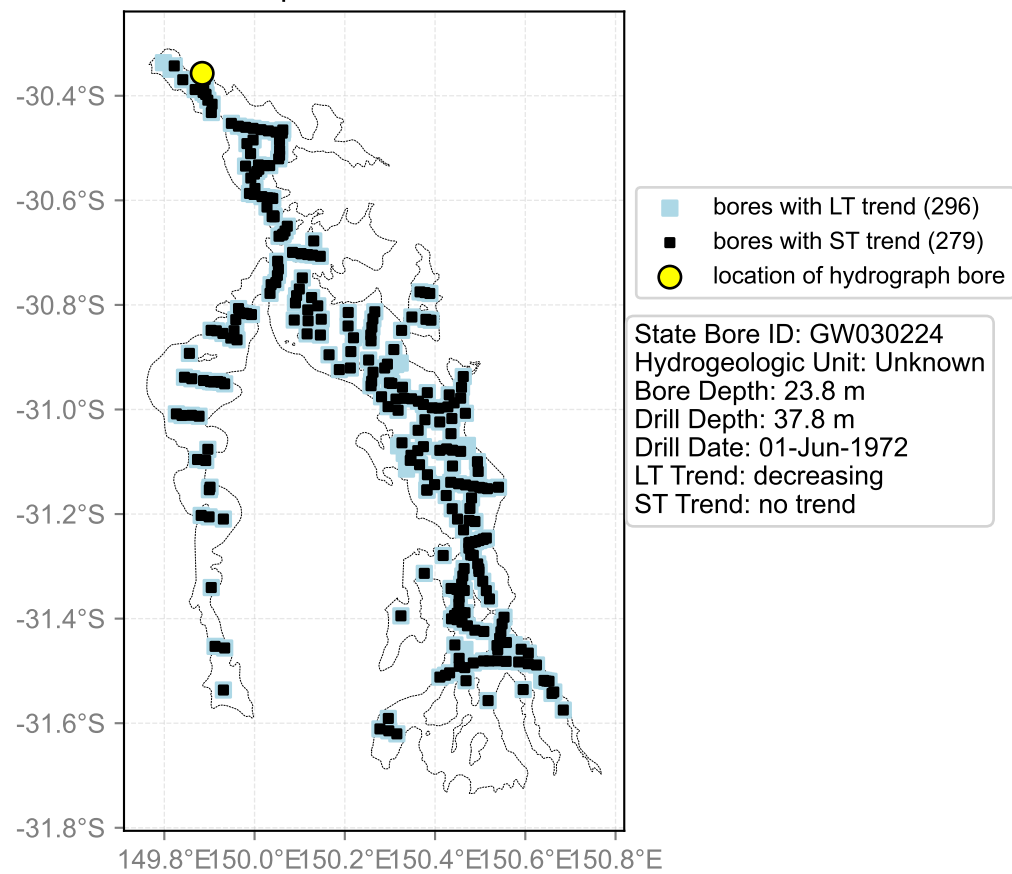 -30.4°S
-30.6°S
-30.8°S
-31.0°S
-31.2°S
-31.4°S
-31.6°S
-31.8°S
149.8°E150.0°E150.2°E150.4°E150.6°E150.8°E
bores with LT trend (296)
bores with ST trend (279)
location of hydrograph bore
State Bore ID: GW030224
Hydrogeologic Unit: Unknown
Bore Depth: 23.8 m
Drill Depth: 37.8 m
Drill Date: 01-Jun-1972
LT Trend: decreasing
ST Trend: no trend